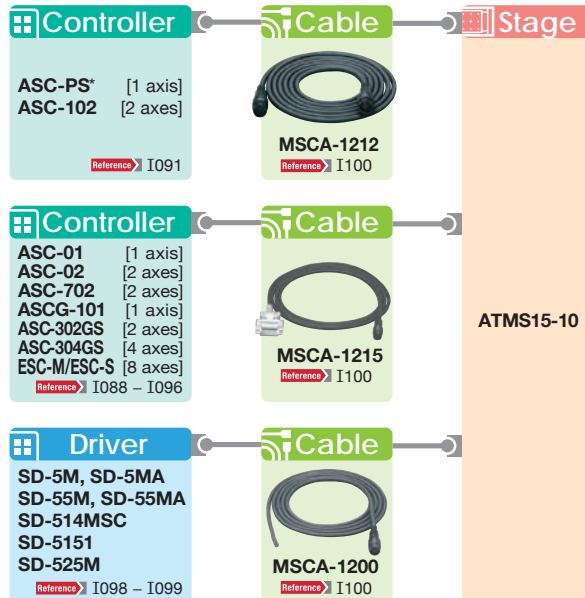 Controller
Cable
Stage
ASC-PS* [1 axis]
ASC-102 [2 axes]
Reference I091
MSCA-1212
Reference I100
Controller
Cable
ASC-01 [1 axis]
ASC-02 [2 axes]
ASC-702 [2 axes]
ASCG-101 [1 axis]
ASC-302GS [2 axes]
ASC-304GS [4 axes]
ESC-M/ESC-S [8 axes]
Reference I088 – I096
MSCA-1215
Reference I100
ATMS15-10
Driver
Cable
SD-5M, SD-5MA
SD-55M, SD-55MA
SD-514MSC
SD-5151
SD-525M
Reference I098 – I099
MSCA-1200
Reference I100